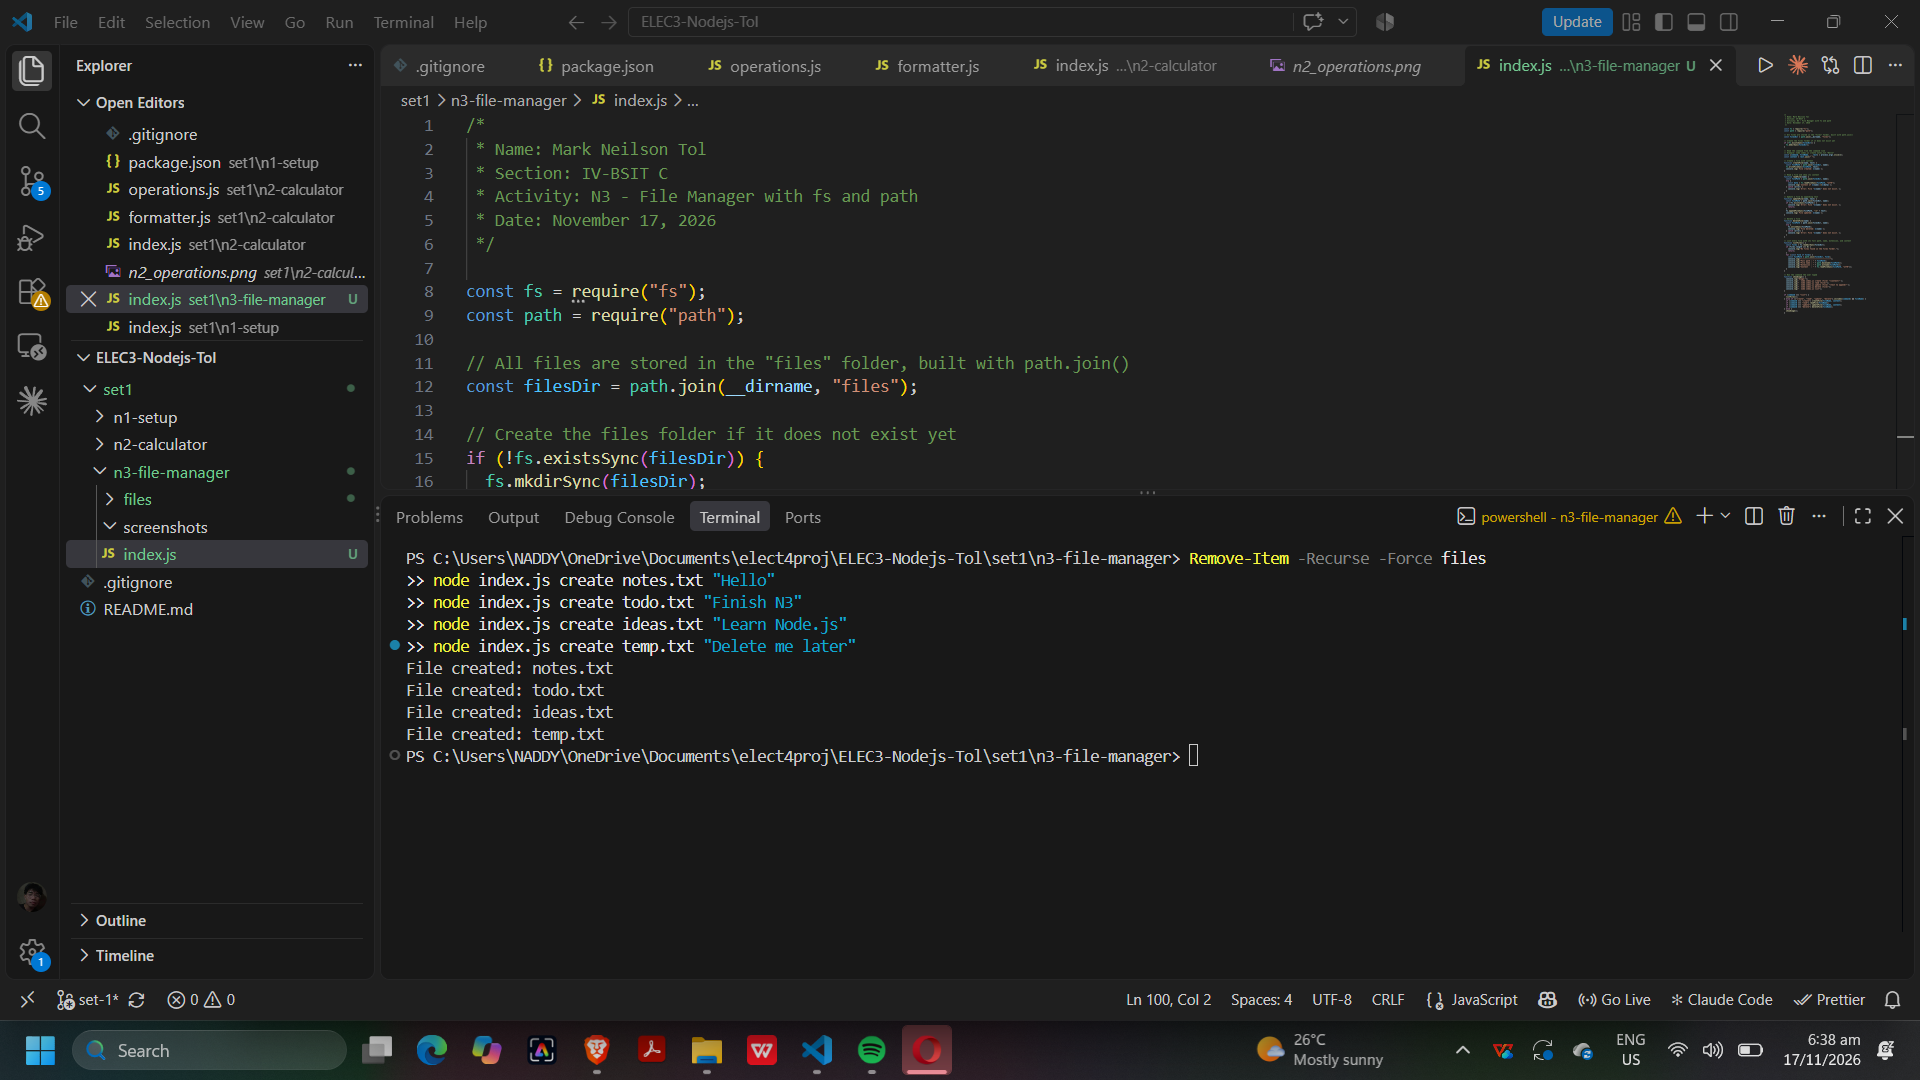 File Edit Selection View Go Run Terminal Help
ELEC3-Nodejs-Tol
Update
Explorer
Open Editors
.gitignore
package.json set1\n1-setup
operations.js set1\n2-calculator
formatter.js set1\n2-calculator
index.js set1\n2-calculator
n2_operations.png set1\n2-calcul...
index.js set1\n3-file-manager U
index.js set1\n1-setup
ELEC3-Nodejs-Tol
set1
n1-setup
n2-calculator
n3-file-manager
files
screenshots
JS index.js U
.gitignore
README.md
Outline
Timeline
.gitignore
{} package.json
JS operations.js
JS formatter.js
JS index.js ...\n2-calculator
n2_operations.png
JS index.js ...\n3-file-manager U
set1 > n3-file-manager > JS index.js > ...
1 /*
2 * Name: Mark Neilson Tol
3 * Section: IV-BSIT C
4 * Activity: N3 - File Manager with fs and path
5 * Date: November 17, 2026
6 */
7
8 const fs = require("fs");
9 const path = require("path");
10
11 // All files are stored in the "files" folder, built with path.join()
12 const filesDir = path.join(__dirname, "files");
13
14 // Create the files folder if it does not exist yet
15 if (!fs.existsSync(filesDir)) {
16 fs.mkdirSync(filesDir);
Problems Output Debug Console Terminal Ports
powershell - n3-file-manager
PS C:\Users\NADDY\OneDrive\Documents\elect4proj\ELEC3-Nodejs-Tol\set1\n3-file-manager> Remove-Item -Recurse -Force files
>> node index.js create notes.txt "Hello"
>> node index.js create todo.txt "Finish N3"
>> node index.js create ideas.txt "Learn Node.js"
>> node index.js create temp.txt "Delete me later"
File created: notes.txt
File created: todo.txt
File created: ideas.txt
File created: temp.txt
PS C:\Users\NADDY\OneDrive\Documents\elect4proj\ELEC3-Nodejs-Tol\set1\n3-file-manager>
set-1* 0 0
Ln 100, Col 2 Spaces: 4 UTF-8 CRLF {} JavaScript Go Live Claude Code Prettier
Search
26°C
Mostly sunny
ENG
US
6:38 am
17/11/2026